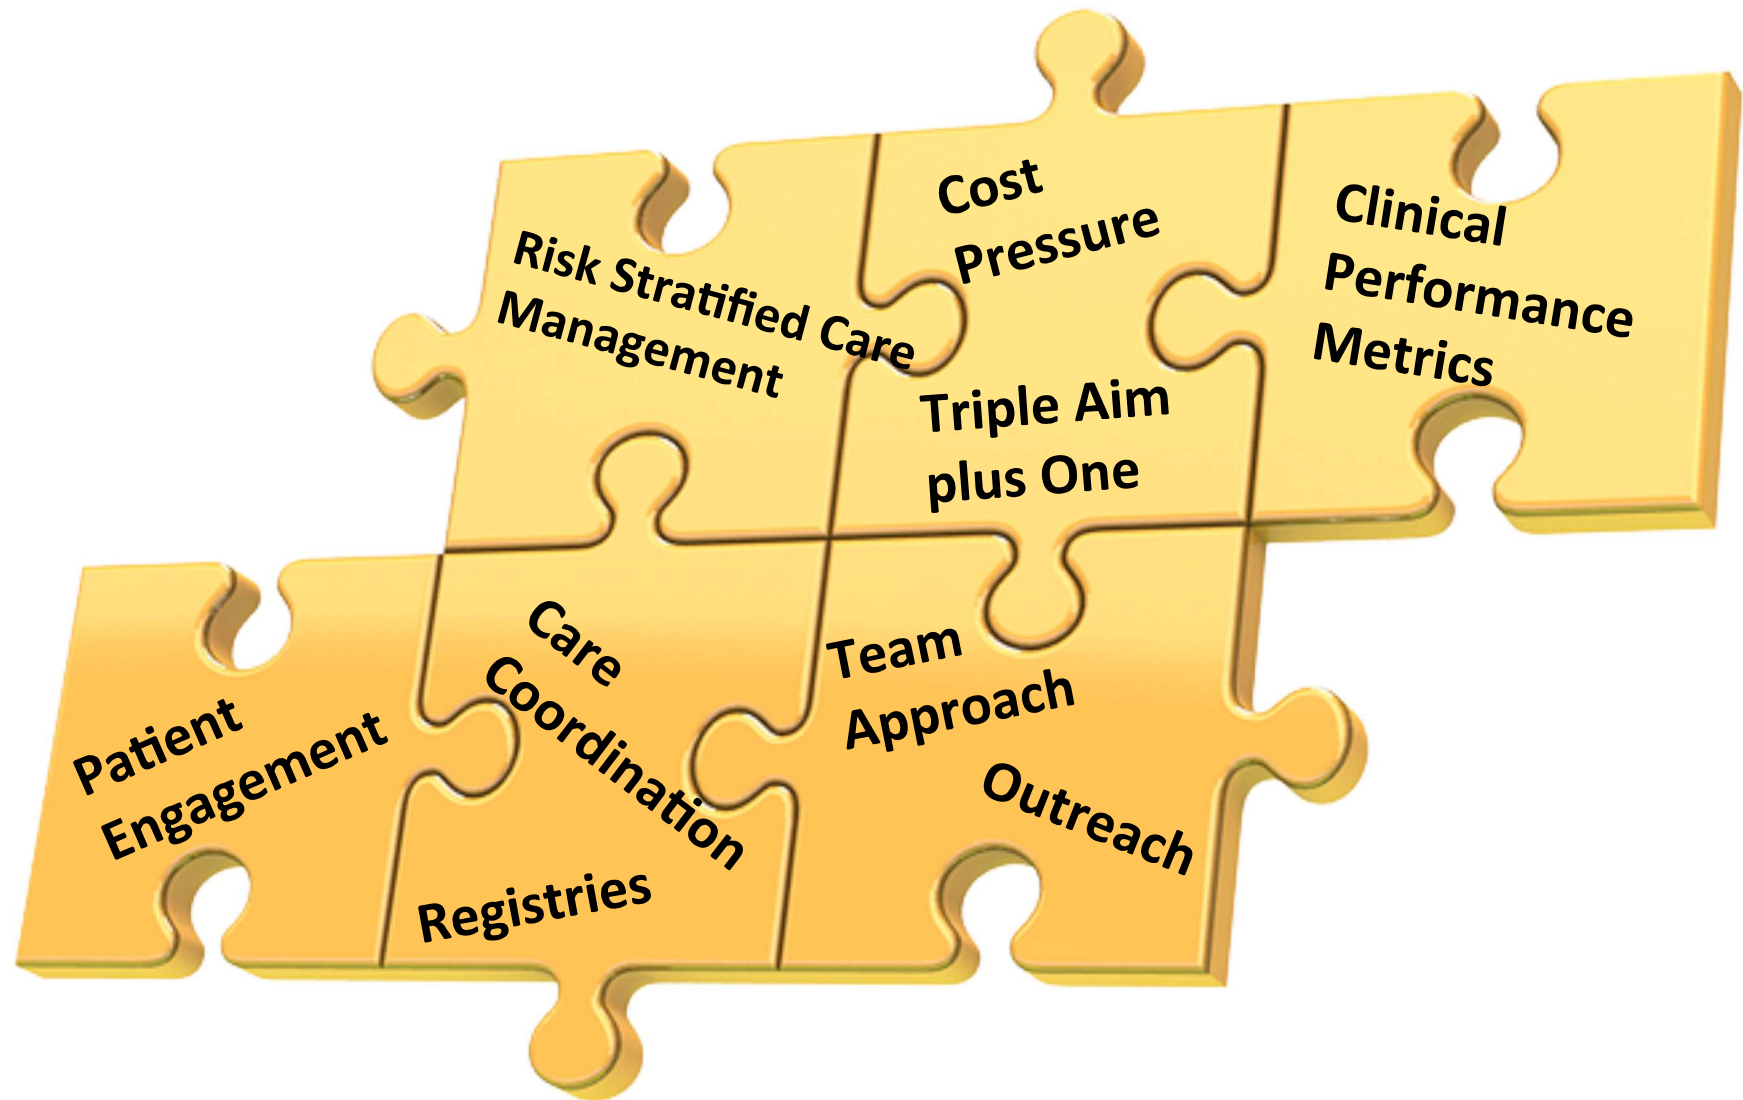 Risk Stratified Care
Management
Cost
Pressure
Triple Aim
plus One
Clinical
Performance
Metrics
Patient
Engagement
Care
Coordination
Registries
Team
Approach
Outreach